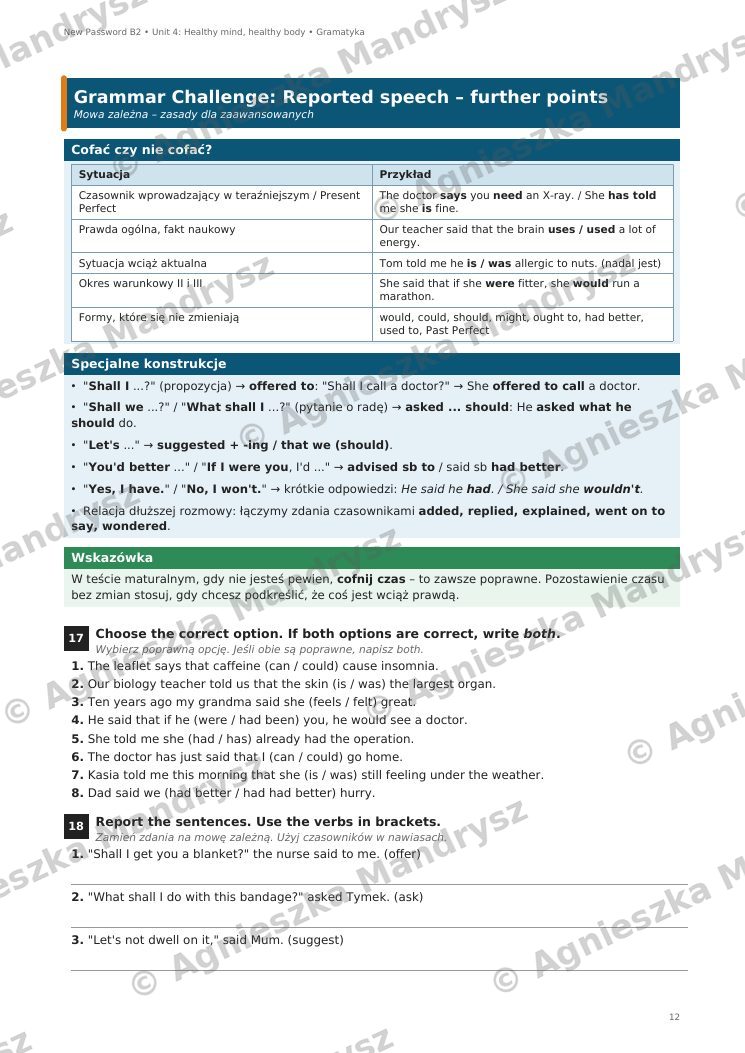 New Password B2 • Unit 4: Healthy mind, healthy body • Gramatyka
Grammar Challenge: Reported speech – further points
Mowa zależna – zasady dla zaawansowanych
Cofać czy nie cofać?
Sytuacja
Przykład
Czasownik wprowadzający w teraźniejszym / Present
Perfect
The doctor says you need an X-ray. / She has told
me she is fine.
Prawda ogólna, fakt naukowy
Our teacher said that the brain uses / used a lot of
energy.
Sytuacja wciąż aktualna
Tom told me he is / was allergic to nuts. (nadal jest)
Okres warunkowy II i III
She said that if she were fitter, she would run a
marathon.
Formy, które się nie zmieniają
would, could, should, might, ought to, had better,
used to, Past Perfect
Specjalne konstrukcje
• "Shall I ...?" (propozycja) → offered to: "Shall I call a doctor?" → She offered to call a doctor.
• "Shall we ...?" / "What shall I ...?" (pytanie o radę) → asked ... should: He asked what he
should do.
• "Let's ..." → suggested + -ing / that we (should).
• "You'd better ..." / "If I were you, I'd ..." → advised sb to / said sb had better.
• "Yes, I have." / "No, I won't." → krótkie odpowiedzi: He said he had. / She said she wouldn't.
• Relacja dłuższej rozmowy: łączymy zdania czasownikami added, replied, explained, went on to
say, wondered.
Wskazówka
W teście maturalnym, gdy nie jesteś pewien, cofnij czas – to zawsze poprawne. Pozostawienie czasu
bez zmian stosuj, gdy chcesz podkreślić, że coś jest wciąż prawdą.
17 Choose the correct option. If both options are correct, write both.
Wybierz poprawną opcję. Jeśli obie są poprawne, napisz both.
1. The leaflet says that caffeine (can / could) cause insomnia.
2. Our biology teacher told us that the skin (is / was) the largest organ.
3. Ten years ago my grandma said she (feels / felt) great.
4. He said that if he (were / had been) you, he would see a doctor.
5. She told me she (had / has) already had the operation.
6. The doctor has just said that I (can / could) go home.
7. Kasia told me this morning that she (is / was) still feeling under the weather.
8. Dad said we (had better / had had better) hurry.
18 Report the sentences. Use the verbs in brackets.
Zamień zdania na mowę zależną. Użyj czasowników w nawiasach.
1. "Shall I get you a blanket?" the nurse said to me. (offer)
2. "What shall I do with this bandage?" asked Tymek. (ask)
3. "Let's not dwell on it," said Mum. (suggest)
12
© Agnieszka Mandrysz